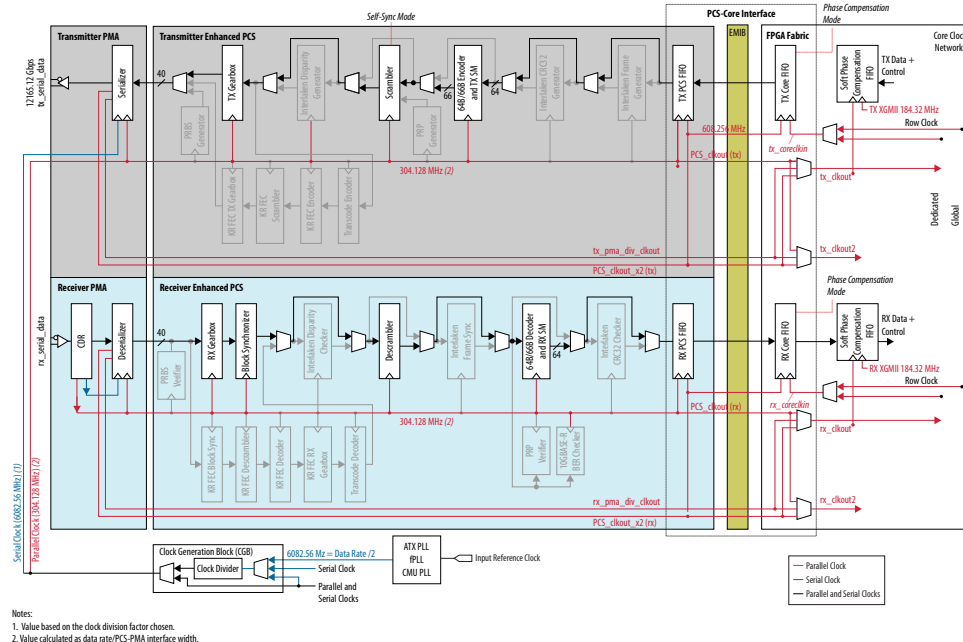 Self-Sync Mode
Phase Compensation
Mode
PCS-Core Interface
Transmitter PMA
Transmitter Enhanced PCS
EMIB
FPGA Fabric
Core Clock
Network
12165.12 Gbps
tx_serial_data
Serializer
40
PRBS
Generator
TX Gearbox
Interlaken Disparity
Generator
Scrambler
PRP
Generator
66
64B/66B Encoder
and TX SM
64
Interlaken CRC32
Generator
Interlaken Frame
Generator
TX PCS FIFO
TX Core FIFO
Soft Phase
Compensation
FIFO
TX Data +
Control
TX XGMII 184.32 MHz
608.256 MHz
Row Clock
tx_coreclkin
304.128 MHz (2)
PCS_clkout (tx)
tx_clkout
KR FEC TX Gearbox
KR FEC
Scrambler
KR FEC Encoder
Transcode Encoder
Dedicated
Global
tx_pma_div_clkout
tx_clkout2
PCS_clkout_x2 (tx)
Receiver PMA
Receiver Enhanced PCS
Phase Compensation
Mode
rx_serial_data
CDR
Deserializer
40
PRBS
Verifier
RX Gearbox
Block Synchronizer
Interlaken Disparity
Checker
Descrambler
Interlaken
Frame Sync
64B/66B Decoder
and RX SM
64
Interlaken
CRC32 Checker
RX PCS FIFO
RX Core FIFO
Soft Phase
Compensation
FIFO
RX Data +
Control
RX XGMII 184.32 MHz
Row Clock
rx_coreclkin
304.128 MHz (2)
PCS_clkout (rx)
rx_clkout
KR FEC Block Sync
KR FEC Descrambler
KR FEC Decoder
KR FEC RX
Gearbox
Transcode Decoder
PRP
Verifier
10GBASE-R
BER Checker
rx_pma_div_clkout
rx_clkout2
PCS_clkout_x2 (rx)
Serial Clock (6082.56 MHz) (1)
Parallel Clock (304.128 MHz) (2)
Clock Generation Block (CGB)
Clock Divider
6082.56 Mz = Data Rate /2
Serial Clock
Parallel and
Serial Clocks
ATX PLL
fPLL
CMU PLL
Input Reference Clock
Parallel Clock
Serial Clock
Parallel and Serial Clocks
Notes:
1. Value based on the clock division factor chosen.
2. Value calculated as data rate/PCS-PMA interface width.